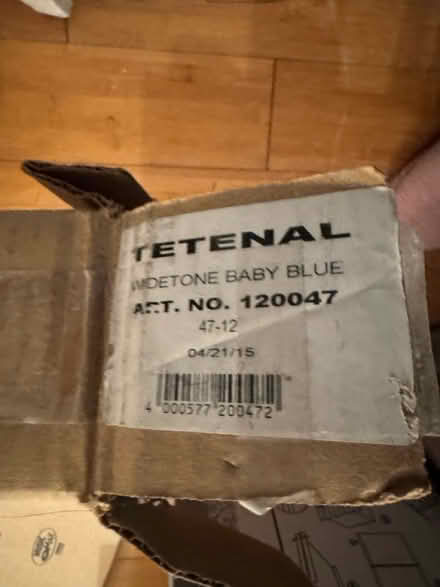 TETENAL
WIDETONE BABY BLUE
ART. NO. 120047
47-12
04/21/15
4 000577 200472